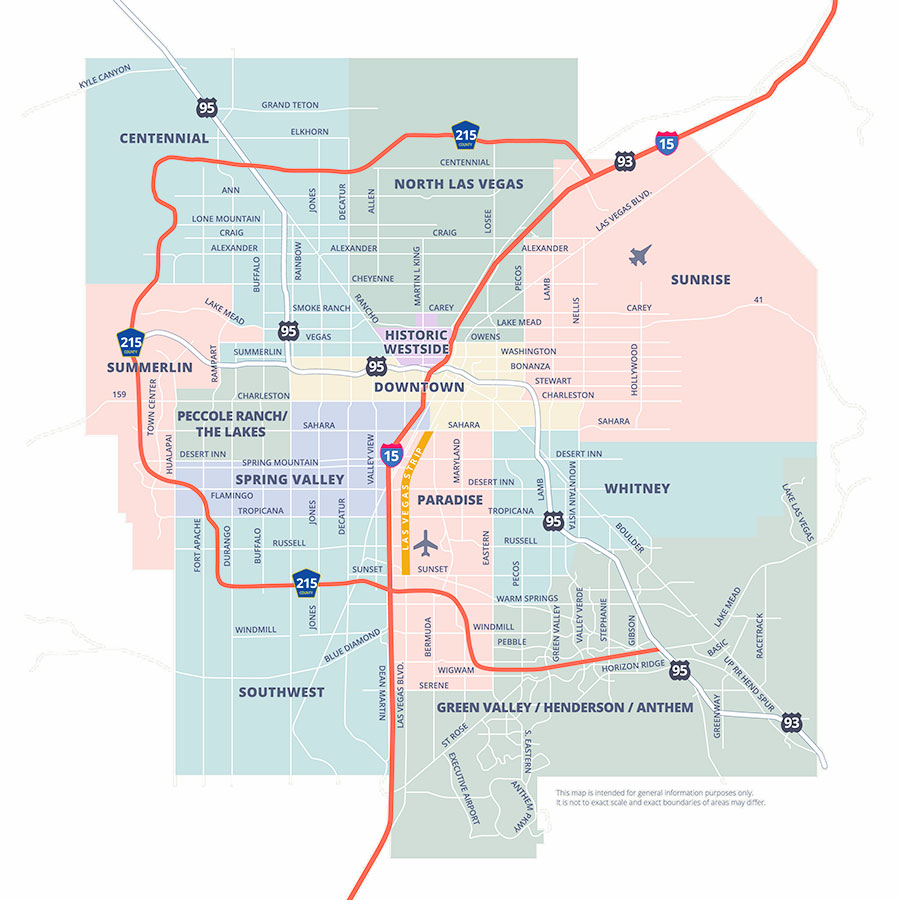 KYLE CANYON
95
GRAND TETON
CENTENNIAL
ELKHORN
215
COUNTY
15
93
CENTENNIAL
NORTH LAS VEGAS
ANN
JONES
DECATUR
ALLEN
LOSEE
LAS VEGAS BLVD.
LONE MOUNTAIN
CRAIG
CRAIG
ALEXANDER
ALEXANDER
ALEXANDER
BUFFALO
RAINBOW
MARTIN L KING
CHEYENNE
PECOS
LAMB
NELLIS
SUNRISE
LAKE MEAD
SMOKE RANCH
RANCHO
CAREY
CAREY
41
LAKE MEAD
95
VEGAS
HISTORIC
WESTSIDE
OWENS
215
COUNTY
SUMMERLIN
RAMPART
SUMMERLIN
95
WASHINGTON
BONANZA
HOLLYWOOD
DOWNTOWN
STEWART
159
TOWN CENTER
CHARLESTON
CHARLESTON
PECCOLE RANCH/
THE LAKES
SAHARA
SAHARA
SAHARA
HUALAPAI
DESERT INN
SPRING MOUNTAIN
VALLEY VIEW
15
LAS VEGAS STRIP
MARYLAND
DESERT INN
SPRING VALLEY
DESERT INN
LAMB
MOUNTAIN VISTA
WHITNEY
FLAMINGO
JONES
DECATUR
PARADISE
TROPICANA
TROPICANA
95
BOULDER
LAKE LAS VEGAS
FORT APACHE
DURANGO
BUFFALO
RUSSELL
EASTERN
RUSSELL
SUNSET
SUNSET
PECOS
215
COUNTY
JONES
WARM SPRINGS
GREEN VALLEY
VALLEY VERDE
STEPHANIE
GIBSON
LAKE MEAD
RACETRACK
WINDMILL
BLUE DIAMOND
BERMUDA
WINDMILL
PEBBLE
BASIC
WIGWAM
HORIZON RIDGE
95
UP RR HEND SPUR
SERENE
SOUTHWEST
DEAN MARTIN
LAS VEGAS BLVD.
GREEN VALLEY / HENDERSON / ANTHEM
GREENWAY
93
ST ROSE
S. EASTERN
EXECUTIVE AIRPORT
ANTHEM PKWY
This map is intended for general information purposes only.
It is not to exact scale and exact boundaries of areas may differ.